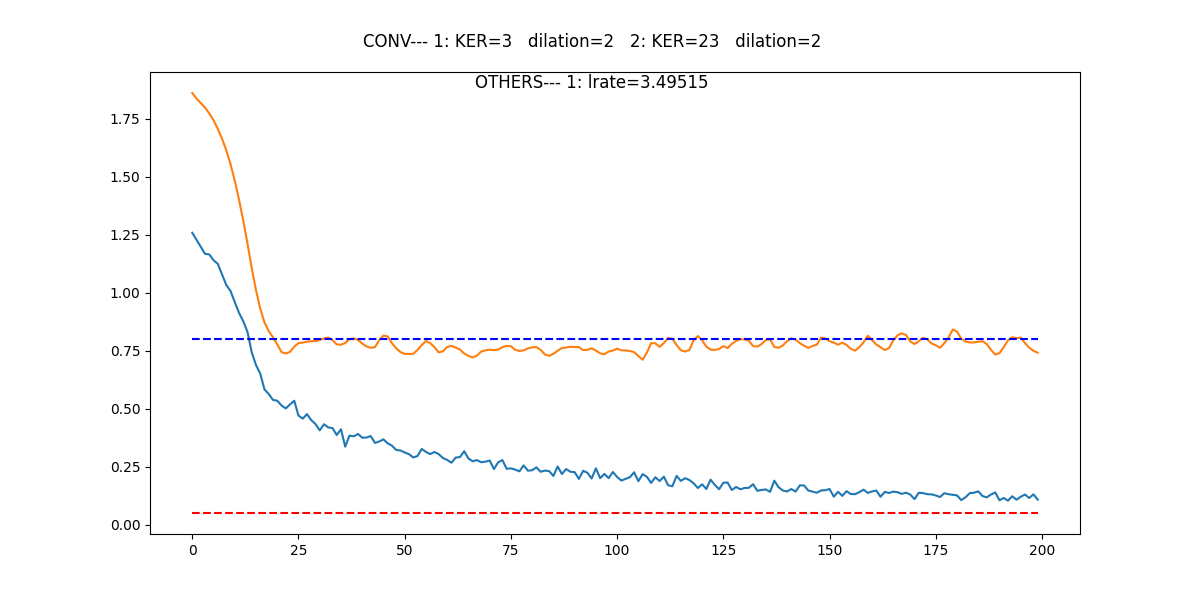 CONV--- 1: KER=3   dilation=2   2: KER=23   dilation=2
OTHERS--- 1: lrate=3.49515
1.75
1.50
1.25
1.00
0.75
0.50
0.25
0.00
0 25 50 75 100 125 150 175 200